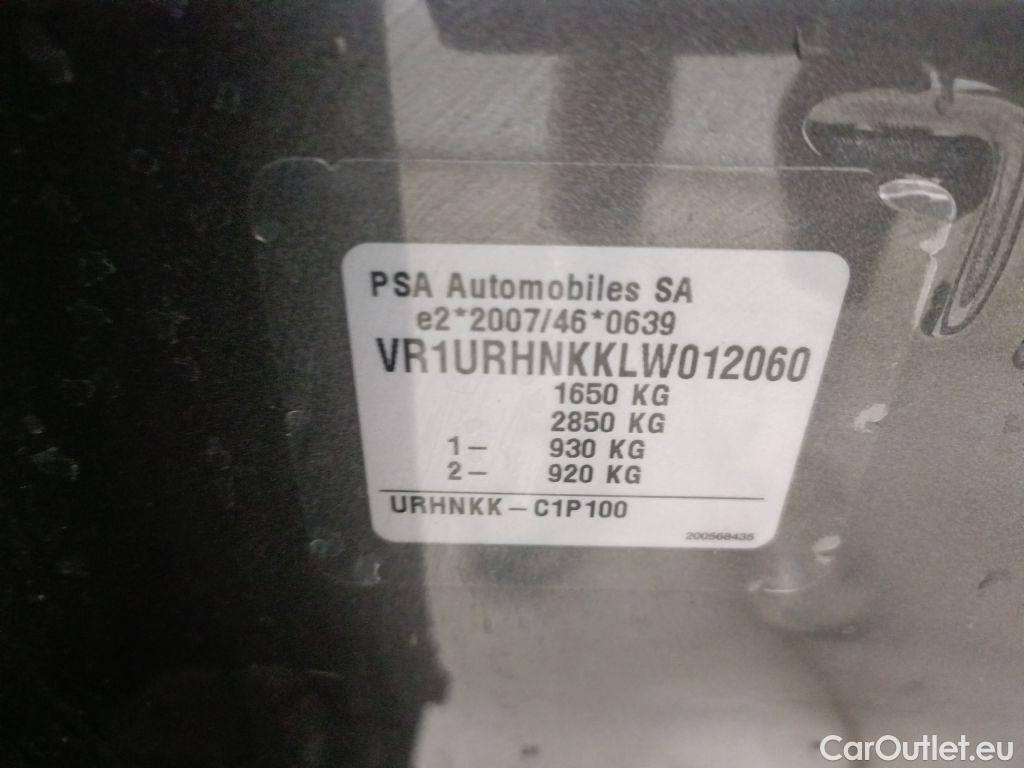 PSA Automobiles SA
e2*2007/46*0639
VR1URHNKKLW012060
1650 KG
2850 KG
1– 930 KG
2– 920 KG
URHNKK – C1P100
200568435
CarOutlet.eu